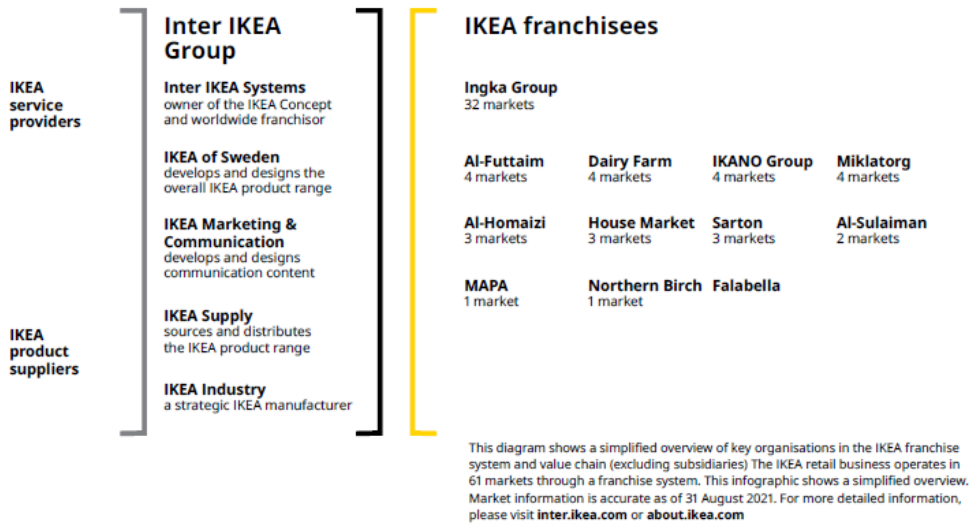 IKEA
service
providers
IKEA
product
suppliers
Inter IKEA
Group
Inter IKEA Systems
owner of the IKEA Concept
and worldwide franchisor
IKEA of Sweden
develops and designs the
overall IKEA product range
IKEA Marketing &
Communication
develops and designs
communication content
IKEA Supply
sources and distributes
the IKEA product range
IKEA Industry
a strategic IKEA manufacturer
IKEA franchisees
Ingka Group
32 markets
Al-Futtaim
4 markets
Dairy Farm
4 markets
IKANO Group
4 markets
Miklatorg
4 markets
Al-Homaizi
3 markets
House Market
3 markets
Sarton
3 markets
Al-Sulaiman
2 markets
MAPA
1 market
Northern Birch
1 market
Falabella
This diagram shows a simplified overview of key organisations in the IKEA franchise
system and value chain (excluding subsidiaries) The IKEA retail business operates in
61 markets through a franchise system. This infographic shows a simplified overview.
Market information is accurate as of 31 August 2021. For more detailed information,
please visit inter.ikea.com or about.ikea.com